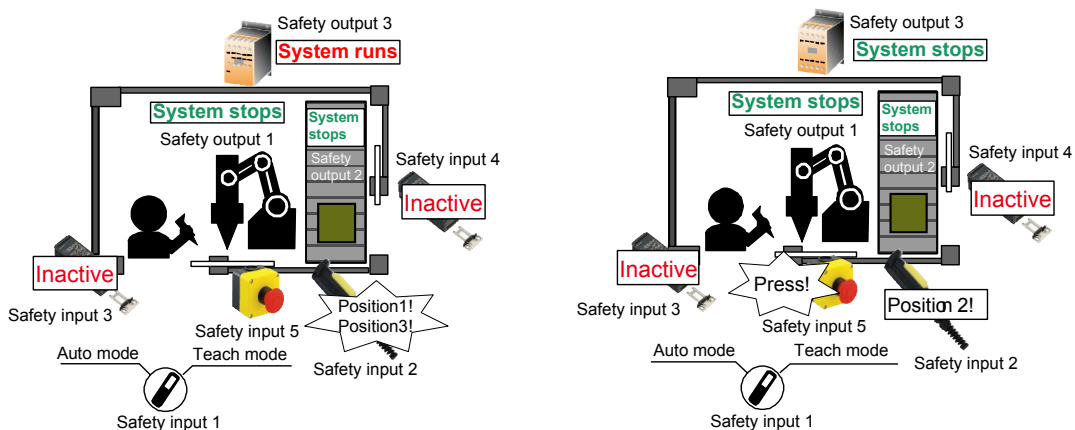 Safety output 3
System runs
System stops
Safety output 1
System
stops
Safety
output 2
Safety input 4
Inactive
Inactive
Safety input 3
Position1!
Position3!
Safety input 5
Auto mode
Teach mode
Safety input 2
Safety input 1
Safety output 3
System stops
System stops
Safety output 1
System
stops
Safety
output 2
Safety input 4
Inactive
Inactive
Safety input 3
Press!
Position 2!
Safety input 5
Auto mode
Teach mode
Safety input 2
Safety input 1